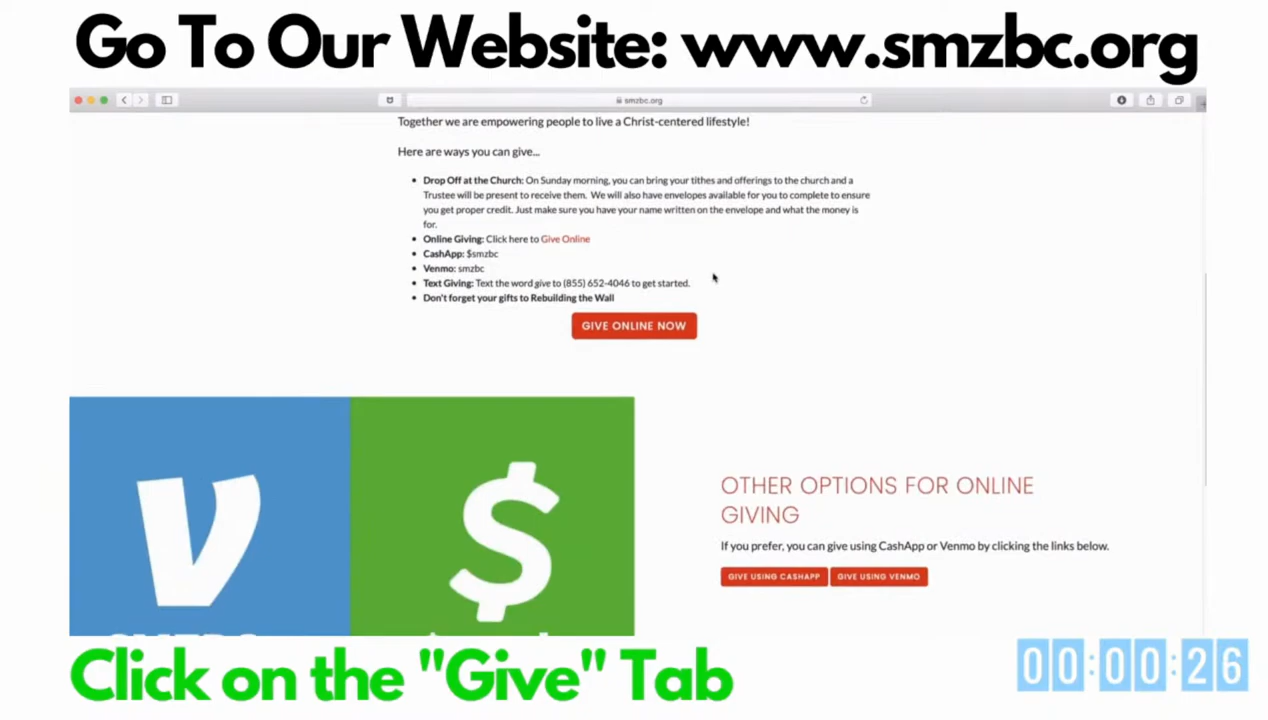 Go To Our Website: www.smzbc.org
smzbc.org
Together we are empowering people to live a Christ-centered lifestyle!
Here are ways you can give...
• Drop Off at the Church: On Sunday morning, you can bring your tithes and offerings to the church and a
Trustee will be present to receive them. We will also have envelopes available for you to complete to ensure
you get proper credit. Just make sure you have your name written on the envelope and what the money is
for.
• Online Giving: Click here to Give Online
• CashApp: $smzbc
• Venmo: smzbc
• Text Giving: Text the word give to (855) 652-4046 to get started.
• Don't forget your gifts to Rebuilding the Wall
GIVE ONLINE NOW
V
$
OTHER OPTIONS FOR ONLINE
GIVING
If you prefer, you can give using CashApp or Venmo by clicking the links below.
GIVE USING CASHAPP GIVE USING VENMO
Click on the "Give" Tab
00:00:26